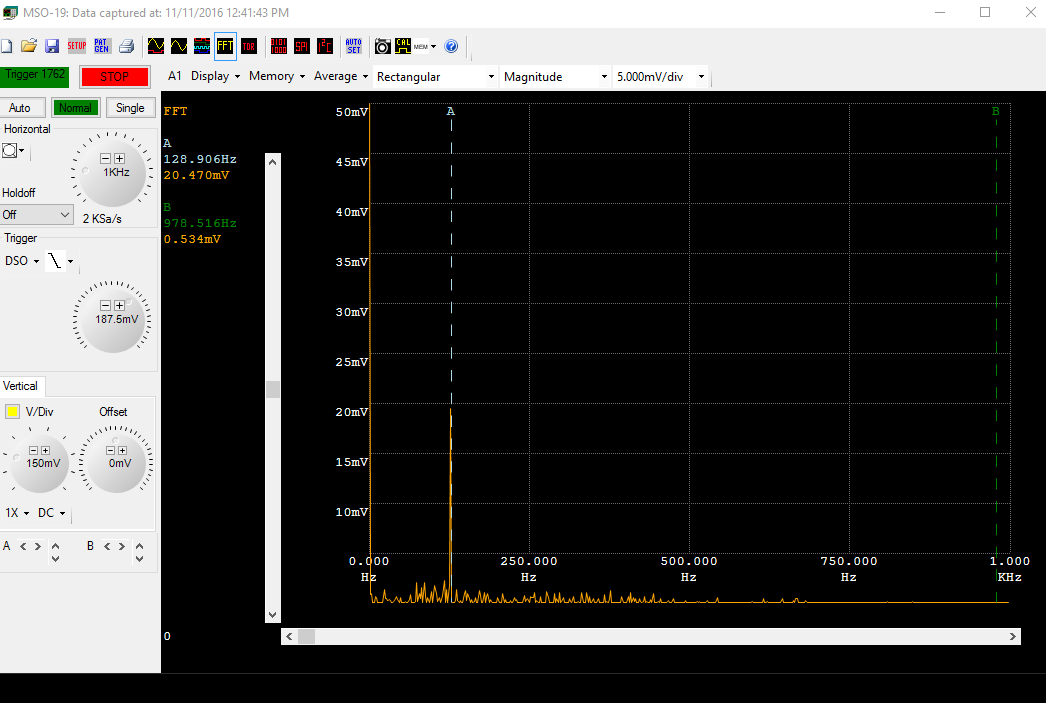 MSO-19: Data captured at: 11/11/2016 12:41:43 PM
SETUP PAT GEN FFT TDR SPI I²C AUTO SET CAL MEM
Trigger 1762 STOP A1 Display Memory Average Rectangular Magnitude 5.000mV/div
Auto Normal Single
Horizontal
1KHz
Holdoff
Off
2 KSa/s
Trigger
DSO
187.5mV
Vertical
V/Div Offset
150mV 0mV
1X DC
A B
FFT
A
128.906Hz
20.470mV
B
978.516Hz
0.534mV
0
A B
50mV
45mV
40mV
35mV
30mV
25mV
20mV
15mV
10mV
0.000 250.000 500.000 750.000 1.000
Hz Hz Hz Hz KHz